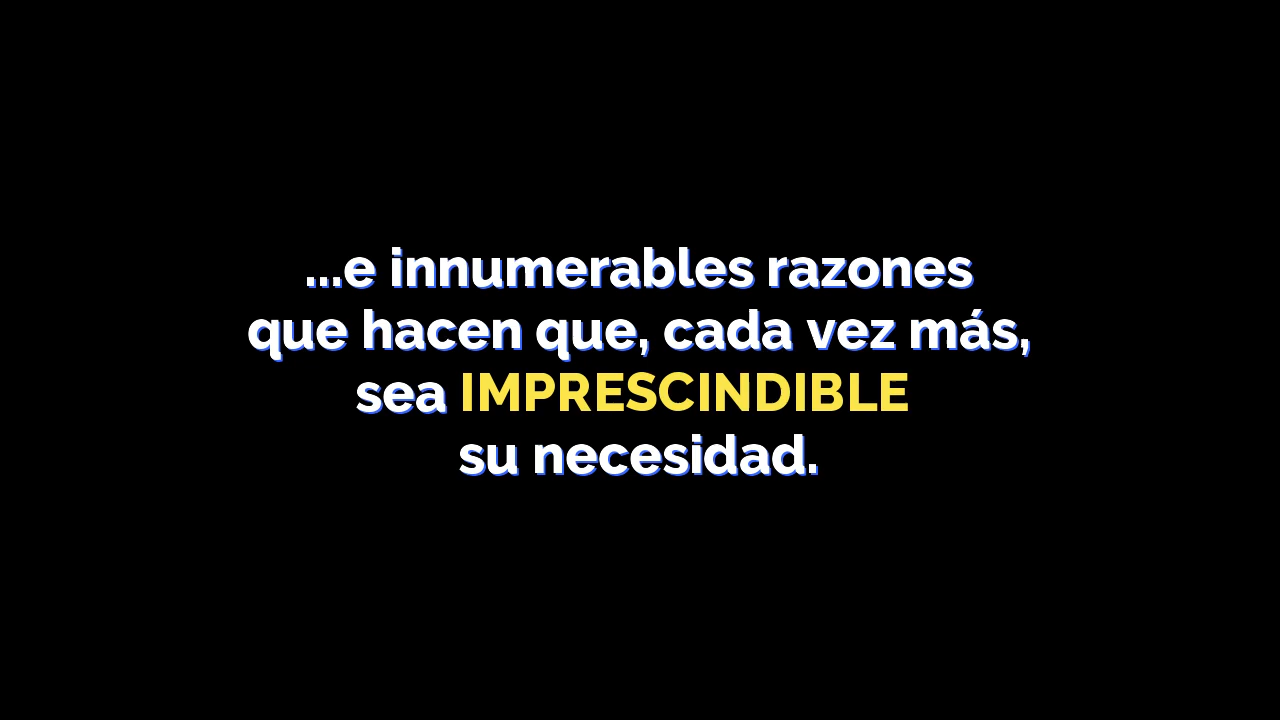 ...e innumerables razones
que hacen que, cada vez más,
sea IMPRESCINDIBLE
su necesidad.